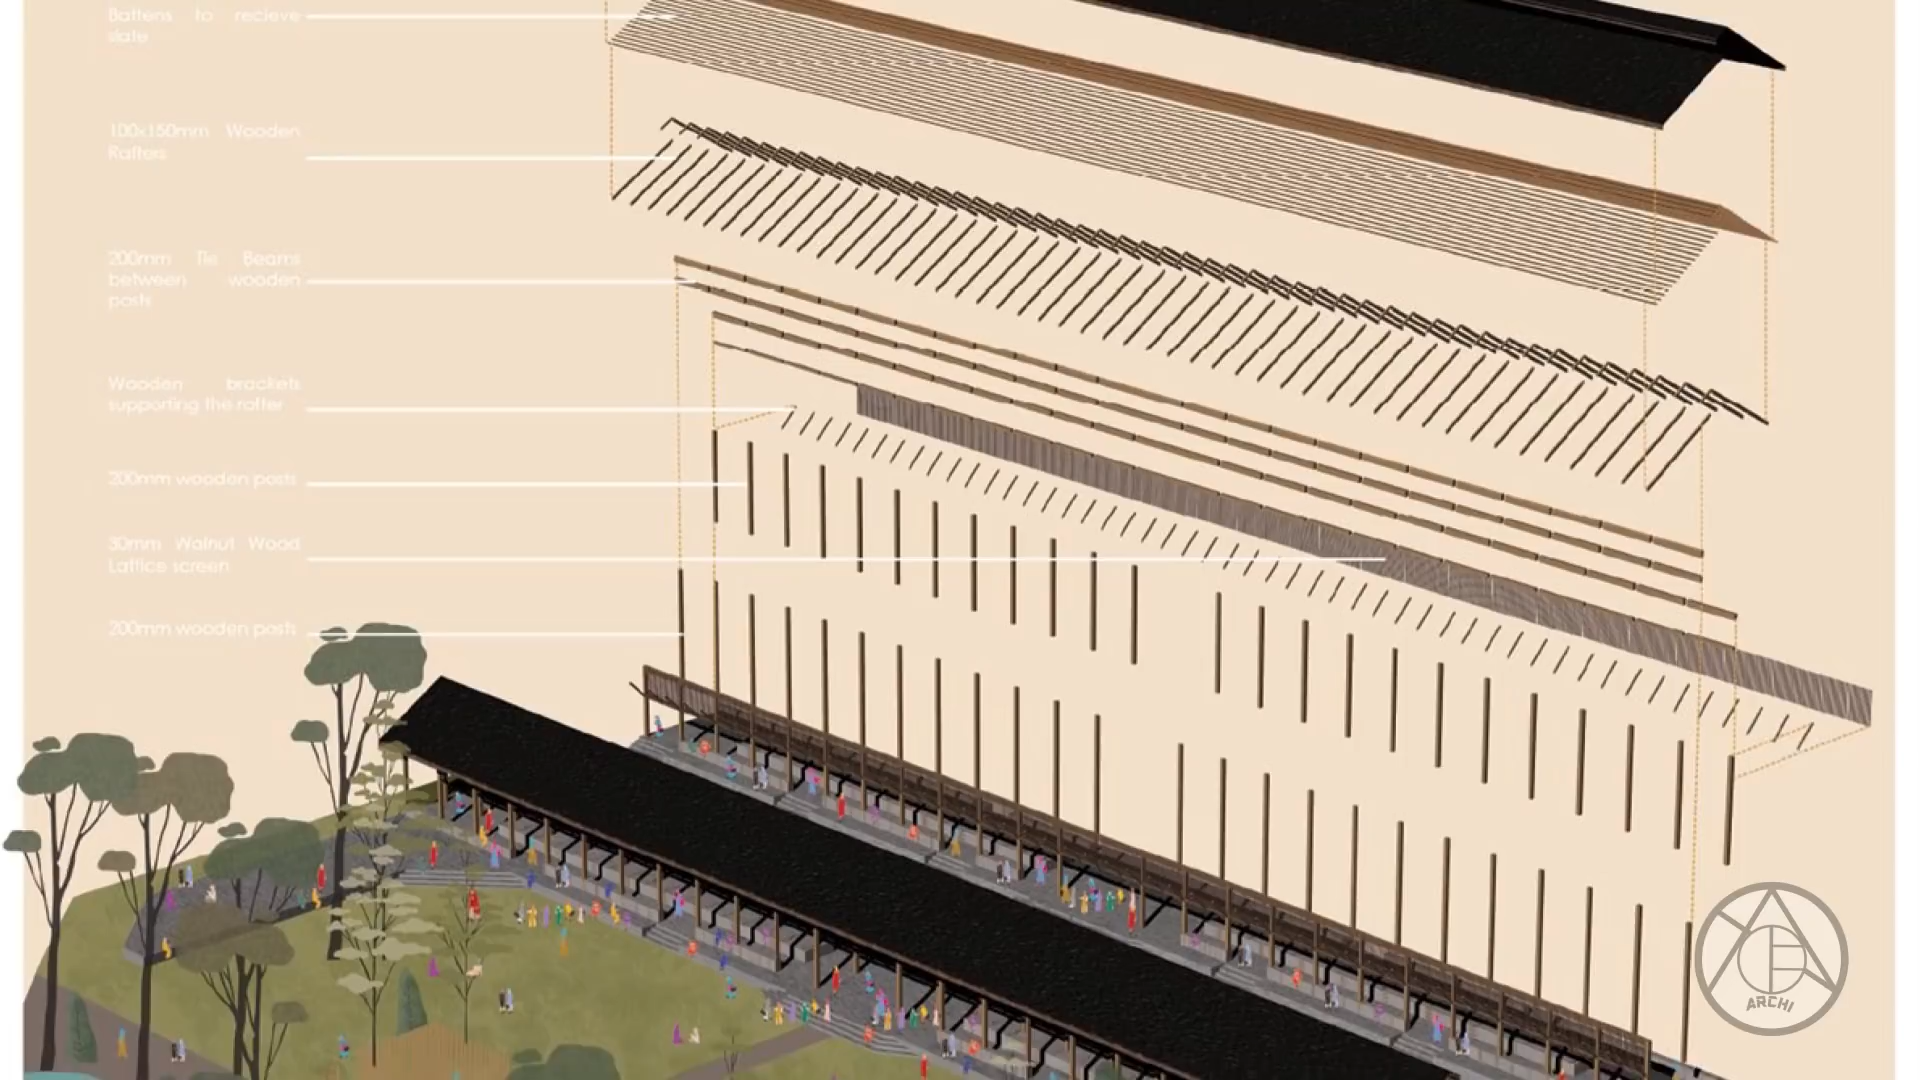 Battens to recieve
slate
100x150mm Wooden
Rafters
200mm Tie Beams
between wooden
posts
Wooden brackets
supporting the rafter
200mm wooden posts
30mm Walnut Wood
Lattice screen
200mm wooden posts
ARCHI